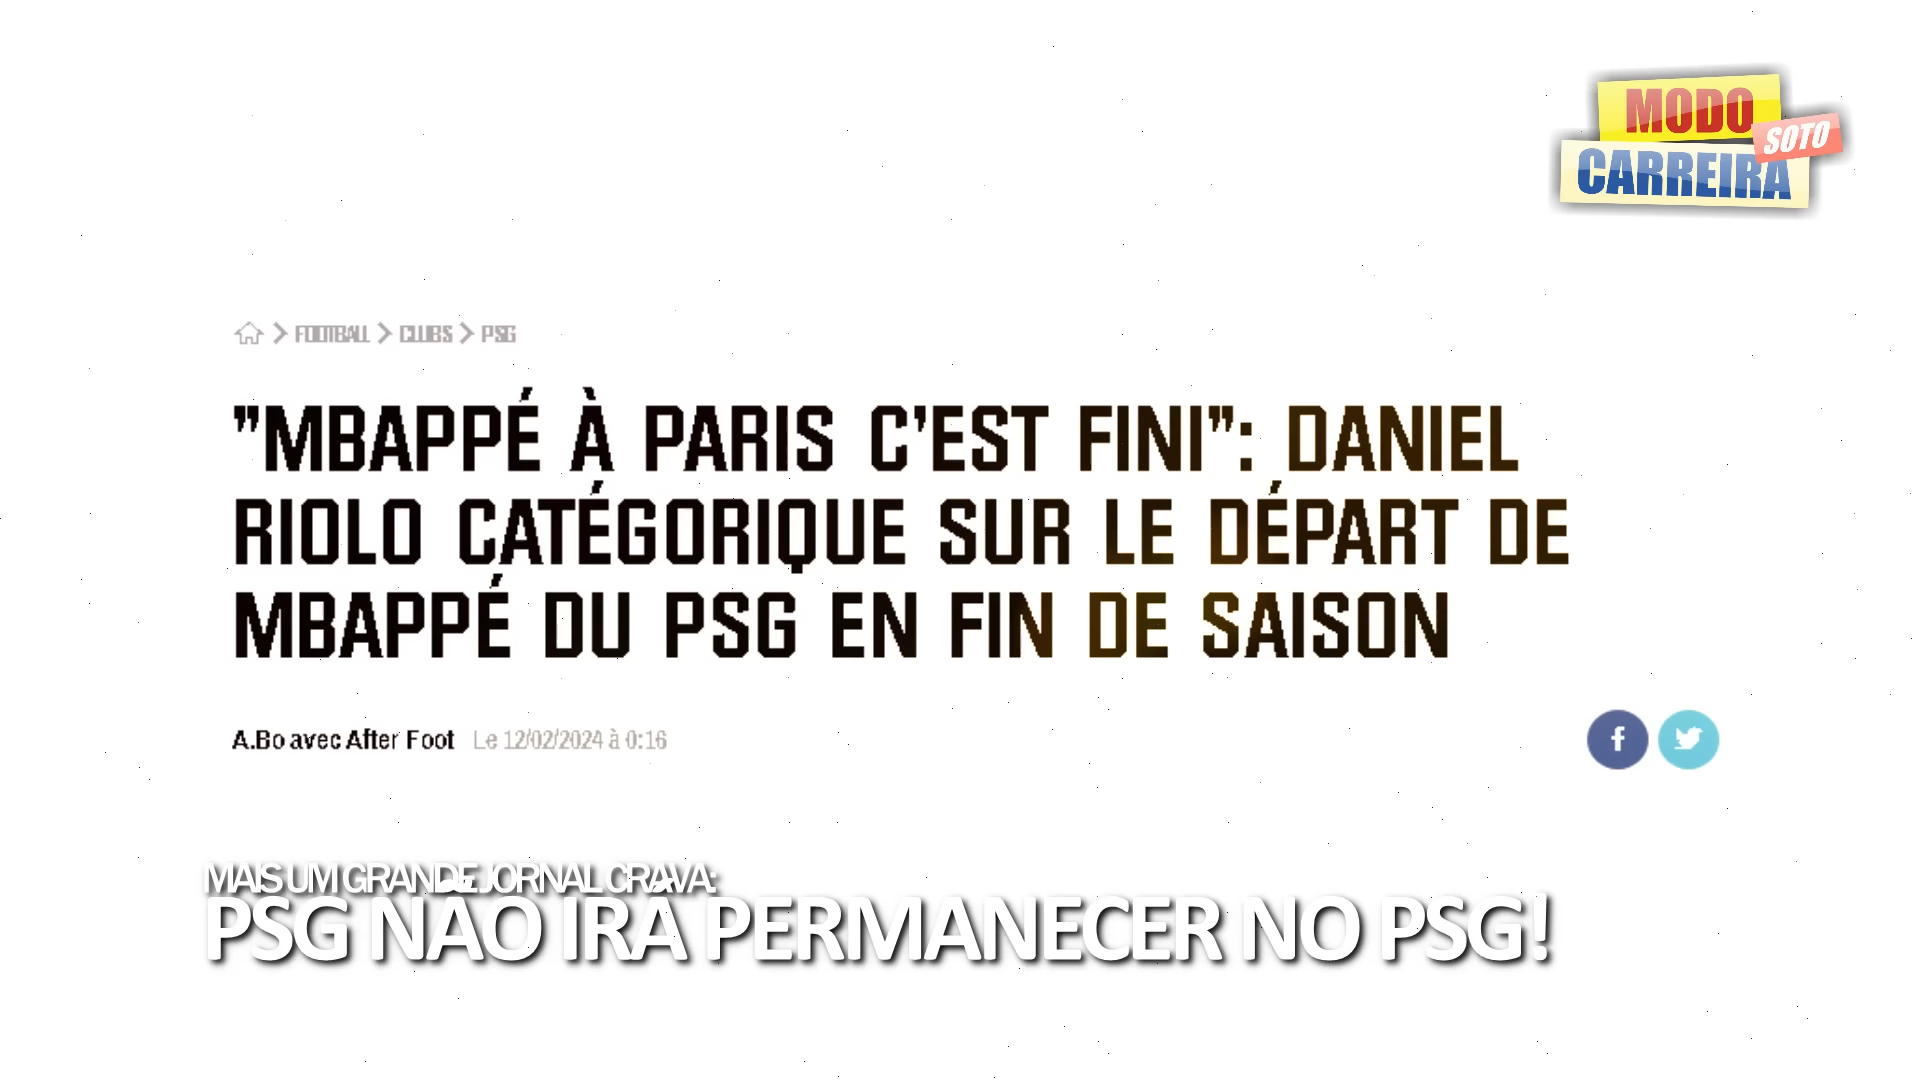 MODO
SOTO
CARREIRA
FOOTBALL > CLUBS > PSG
"MBAPPÉ À PARIS C'EST FINI": DANIEL
RIOLO CATÉGORIQUE SUR LE DÉPART DE
MBAPPÉ DU PSG EN FIN DE SAISON
A.Bo avec After Foot Le 12/02/2024 à 0:16
MAIS UM GRANDE JORNAL CRAVA:
PSG NÃO IRÁ PERMANECER NO PSG!